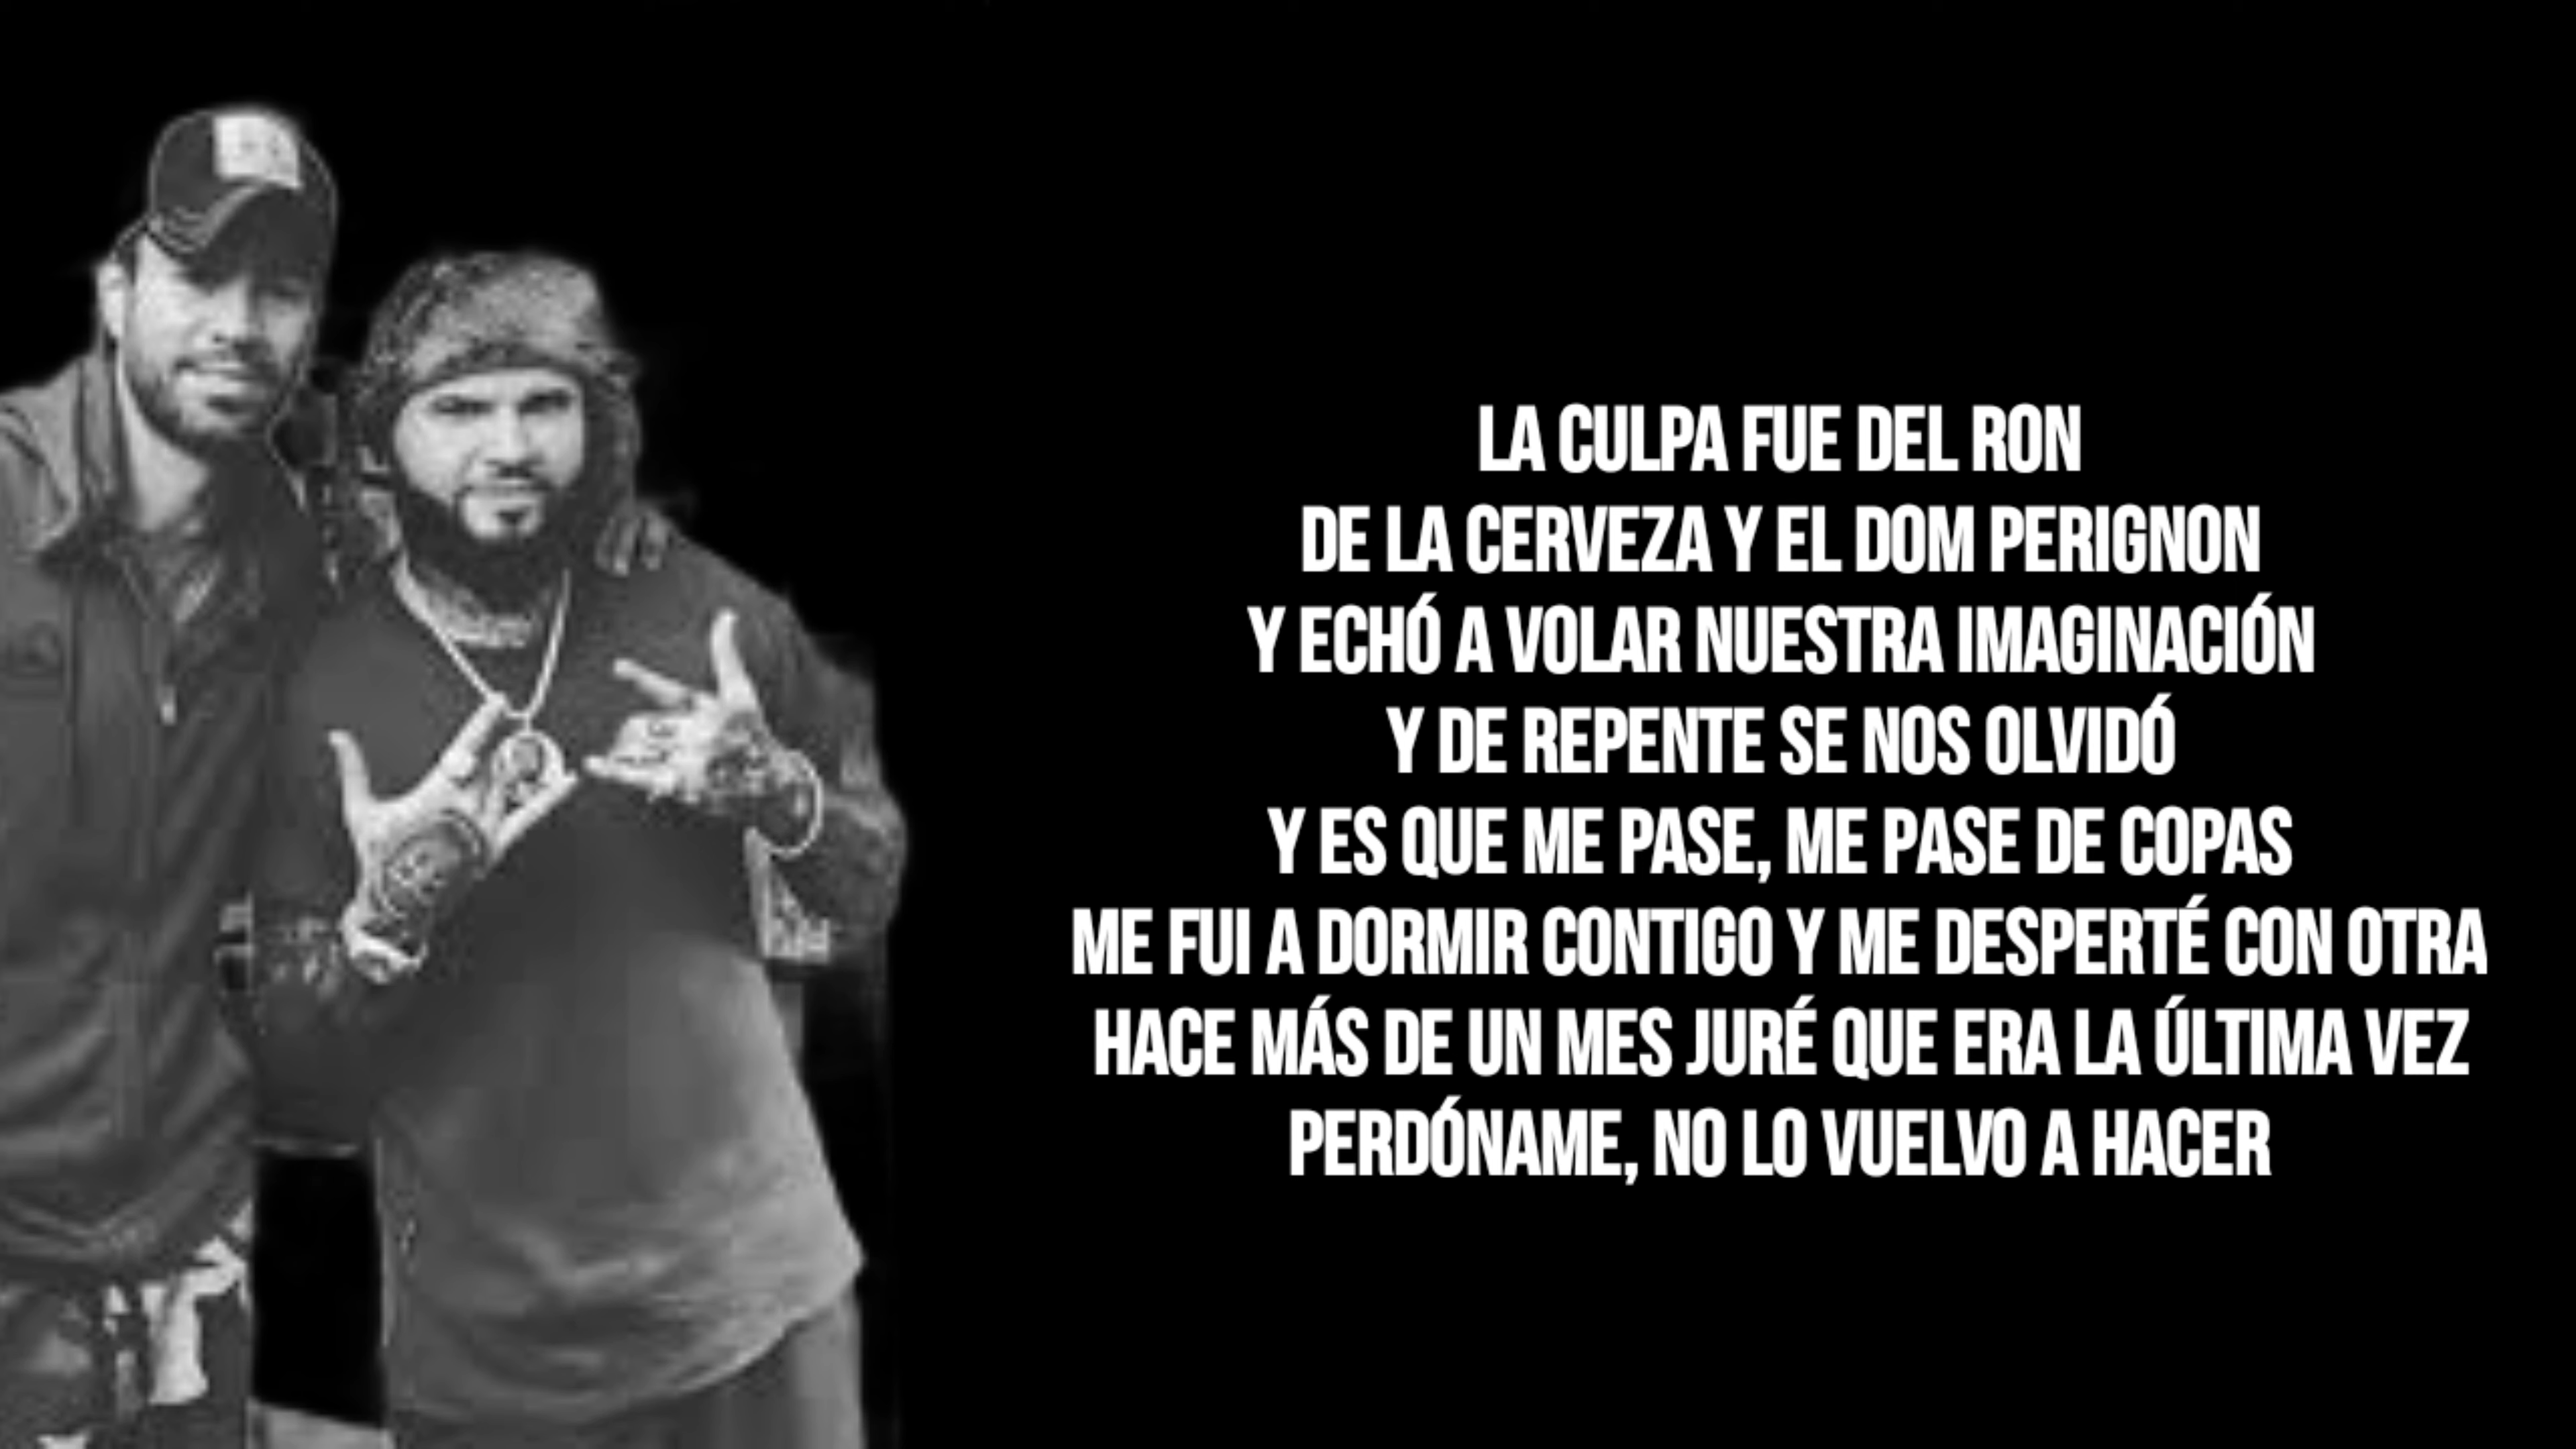 LA CULPA FUE DEL RON
DE LA CERVEZA Y EL DOM PERIGNON
Y ECHÓ A VOLAR NUESTRA IMAGINACIÓN
Y DE REPENTE SE NOS OLVIDÓ
Y ES QUE ME PASE, ME PASE DE COPAS
ME FUI A DORMIR CONTIGO Y ME DESPERTÉ CON OTRA
HACE MÁS DE UN MES JURÉ QUE ERA LA ÚLTIMA VEZ
PERDÓNAME, NO LO VUELVO A HACER